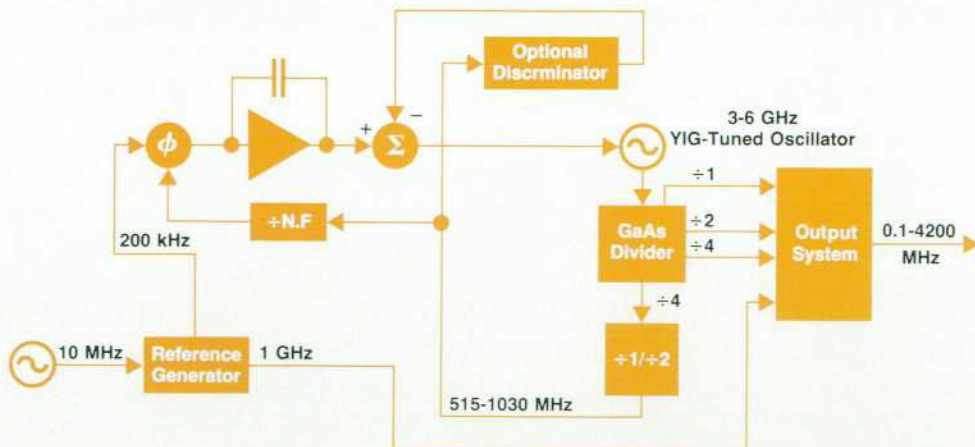 Optional
Discrminator
+
−
ϕ
Σ
3-6 GHz
YIG-Tuned Oscillator
÷N.F
200 kHz
÷1
GaAs
Divider
÷2
÷4
Output
System
0.1-4200
MHz
÷4
10 MHz
Reference
Generator
1 GHz
÷1/÷2
515-1030 MHz